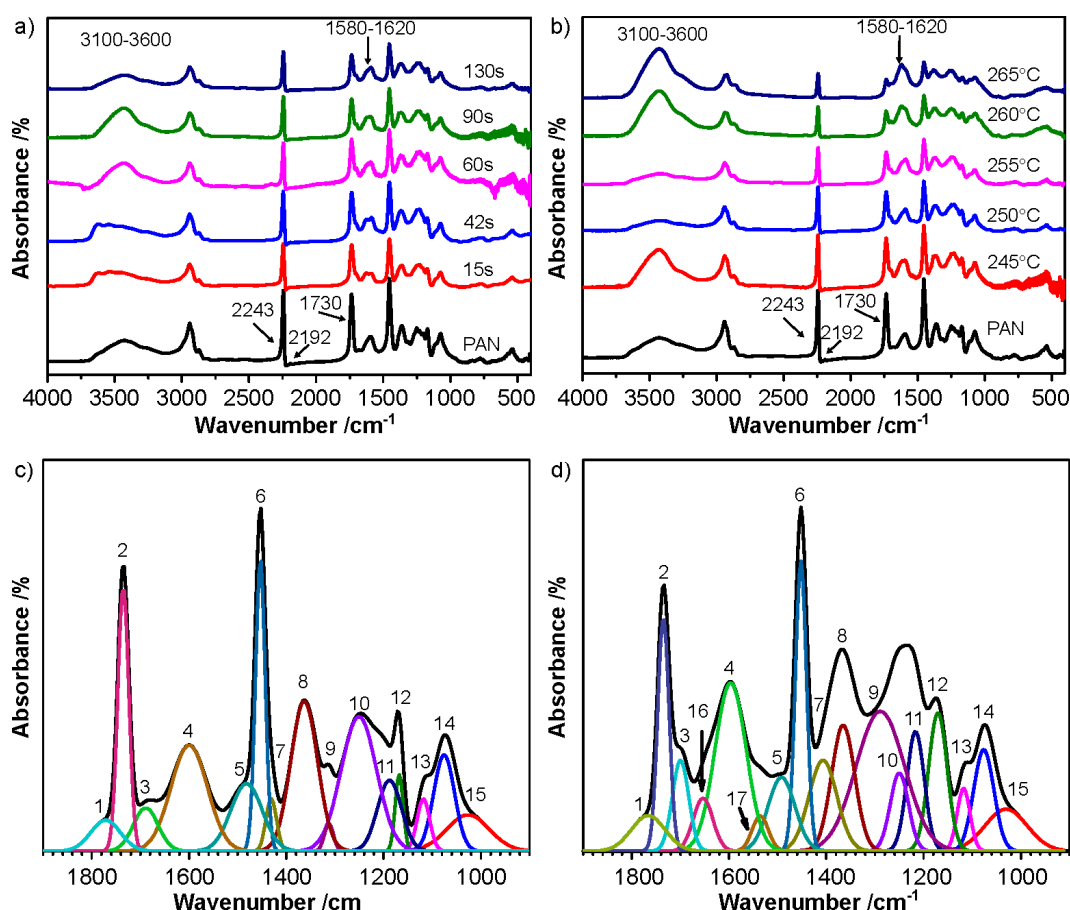 a)
3100-3600
1580-1620
130s
90s
60s
42s
15s
2243
2192
1730
PAN
Absorbance /%
4000 3500 3000 2500 2000 1500 1000 500
Wavenumber /cm-1
b)
3100-3600
1580-1620
265°C
260°C
255°C
250°C
245°C
2243
2192
1730
PAN
Absorbance /%
4000 3500 3000 2500 2000 1500 1000 500
Wavenumber /cm-1
c)
1 2 3 4 5 6 7 8 9 10 11 12 13 14 15
Absorbance /%
1800 1600 1400 1200 1000
Wavenumber /cm
d)
1 2 3 16 4 17 5 6 7 8 9 10 11 12 13 14 15
Absorbance /%
1800 1600 1400 1200 1000
Wavenumber /cm-1